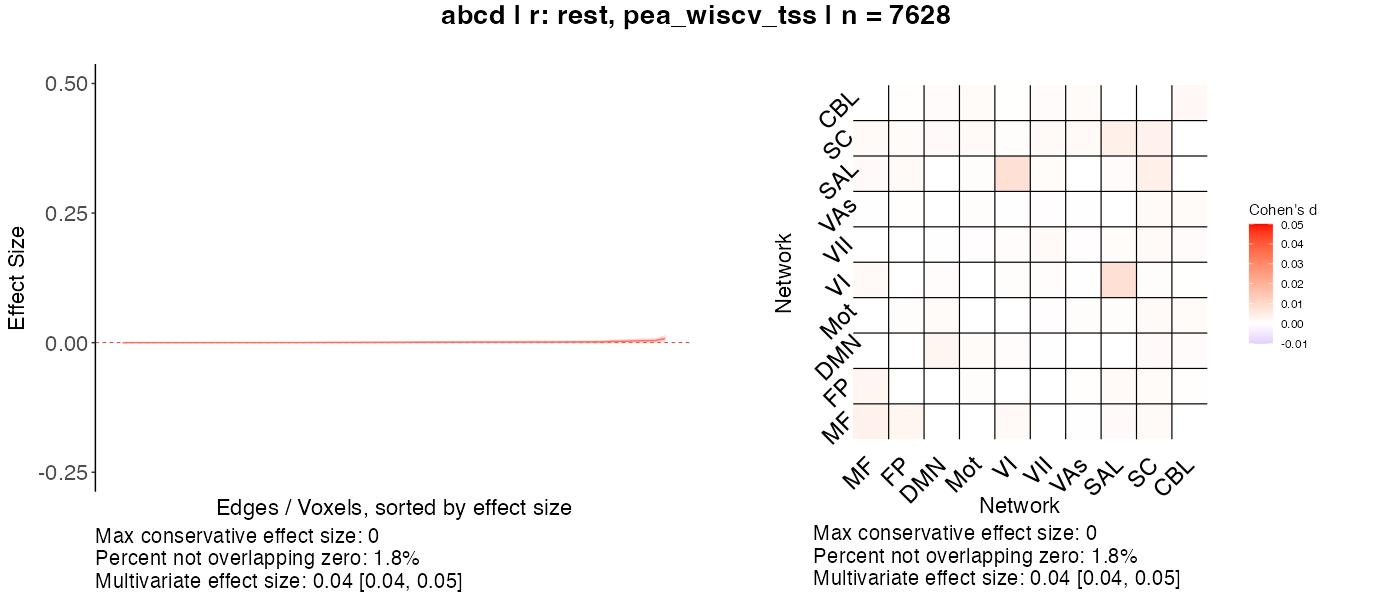 abcd | r: rest, pea_wiscv_tss | n = 7628
0.50
0.25
0.00
-0.25
Effect Size
Edges / Voxels, sorted by effect size
Max conservative effect size: 0
Percent not overlapping zero: 1.8%
Multivariate effect size: 0.04 [0.04, 0.05]
Network
CBL
SC
SAL
VAs
VII
VI
Mot
DMN
FP
MF
MF
FP
DMN
Mot
VI
VII
VAs
SAL
SC
CBL
Network
Max conservative effect size: 0
Percent not overlapping zero: 1.8%
Multivariate effect size: 0.04 [0.04, 0.05]
Cohen's d
0.05
0.04
0.03
0.02
0.01
0.00
-0.01